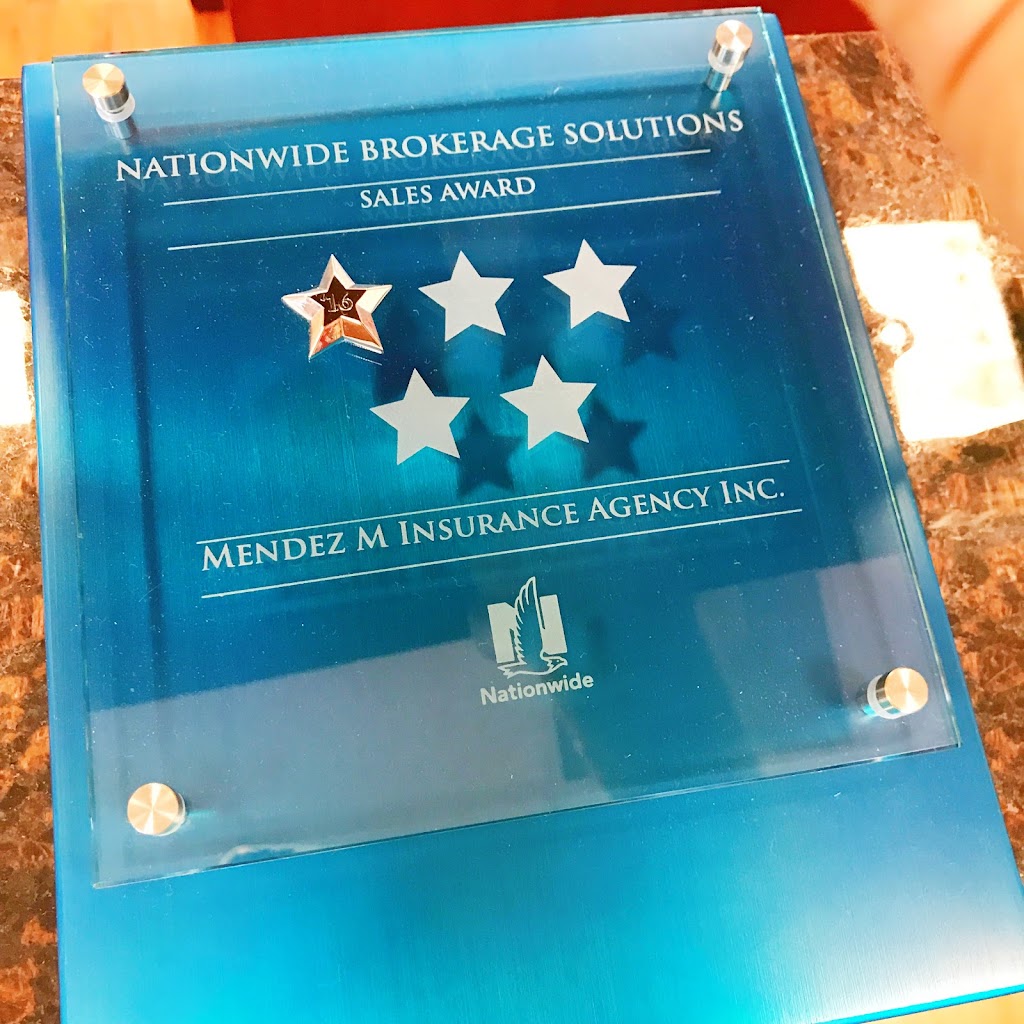 NATIONWIDE BROKERAGE SOLUTIONS
SALES AWARD
'16
MENDEZ M INSURANCE AGENCY INC.
N
Nationwide